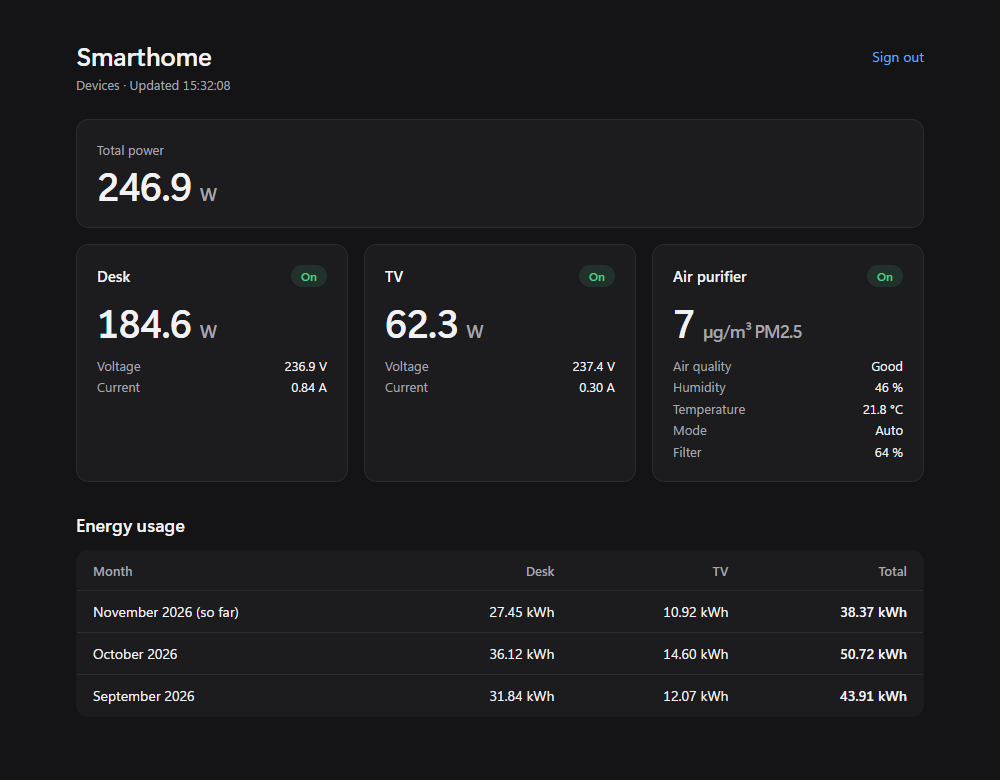 Smarthome
Sign out
Devices · Updated 15:32:08
Total power
246.9 W
Desk On
184.6 W
Voltage 236.9 V
Current 0.84 A
TV On
62.3 W
Voltage 237.4 V
Current 0.30 A
Air purifier On
7 µg/m³ PM2.5
Air quality Good
Humidity 46 %
Temperature 21.8 °C
Mode Auto
Filter 64 %
Energy usage
Month Desk TV Total
November 2026 (so far) 27.45 kWh 10.92 kWh 38.37 kWh
October 2026 36.12 kWh 14.60 kWh 50.72 kWh
September 2026 31.84 kWh 12.07 kWh 43.91 kWh